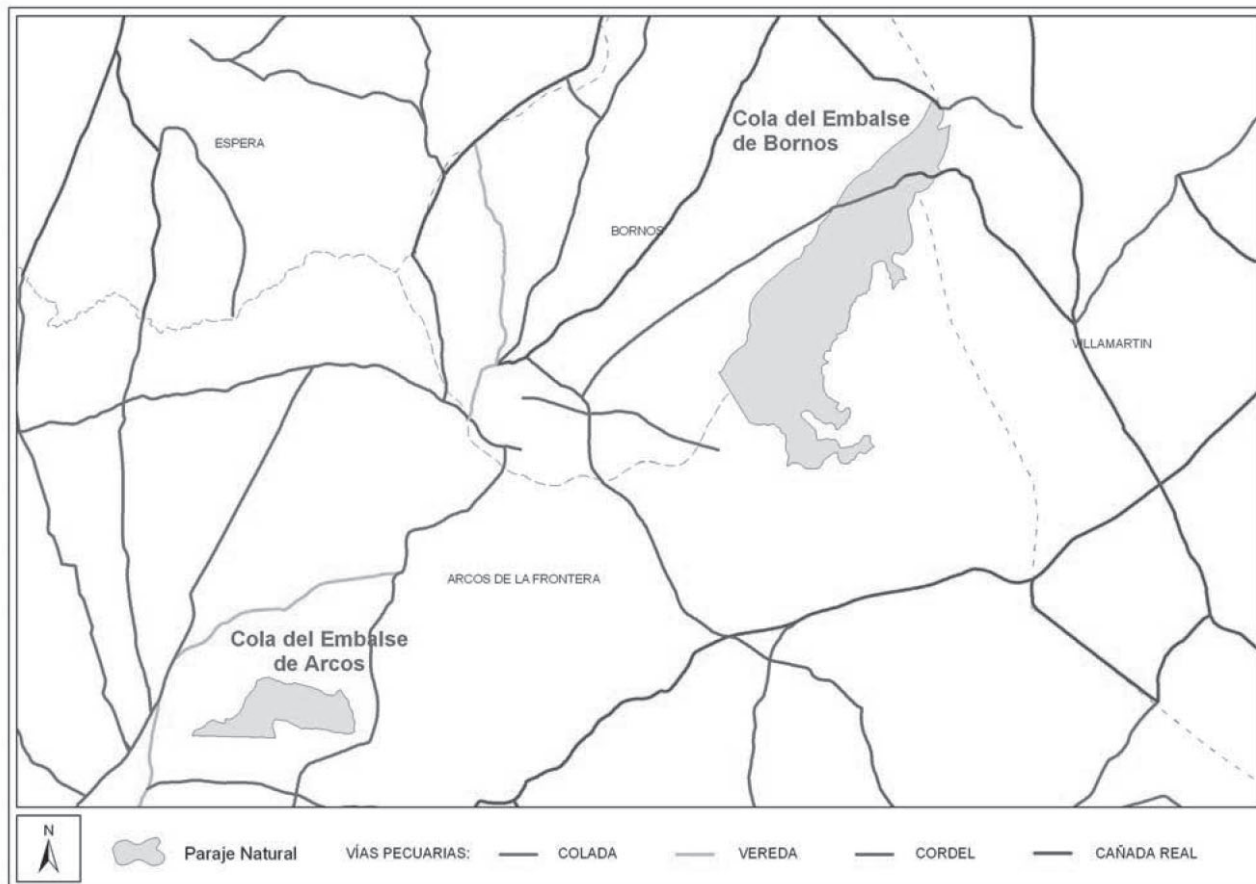 Cola del Embalse
de Bornos
ESPERA
BORNOS
VILLAMARTIN
ARCOS DE LA FRONTERA
Cola del Embalse
de Arcos
N
Paraje Natural
VÍAS PECUARIAS:
COLADA
VEREDA
CORDEL
CAÑADA REAL